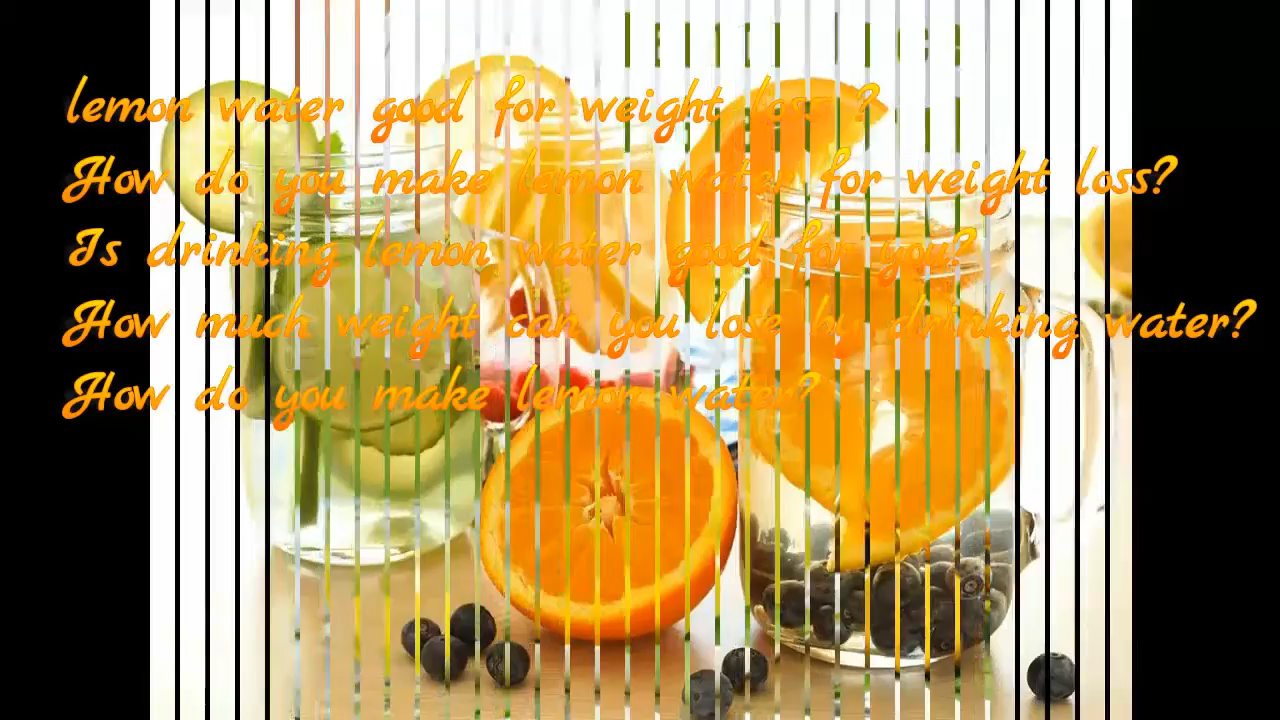 lemon water good for weight loss ?
How do you make lemon water for weight loss?
Is drinking lemon water good for you?
How much weight can you lose by drinking water?
How do you make lemon water?